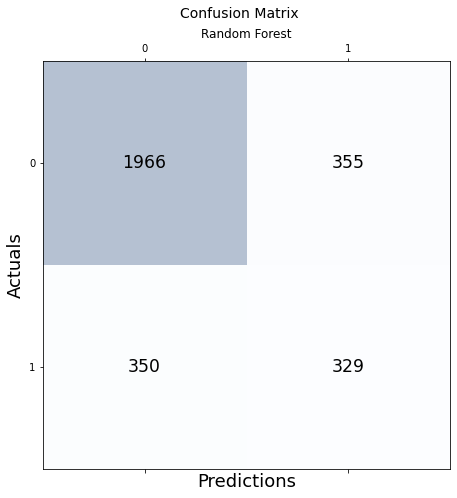 Confusion Matrix
Random Forest
0 1
0 1966 355
Actuals
1 350 329
Predictions